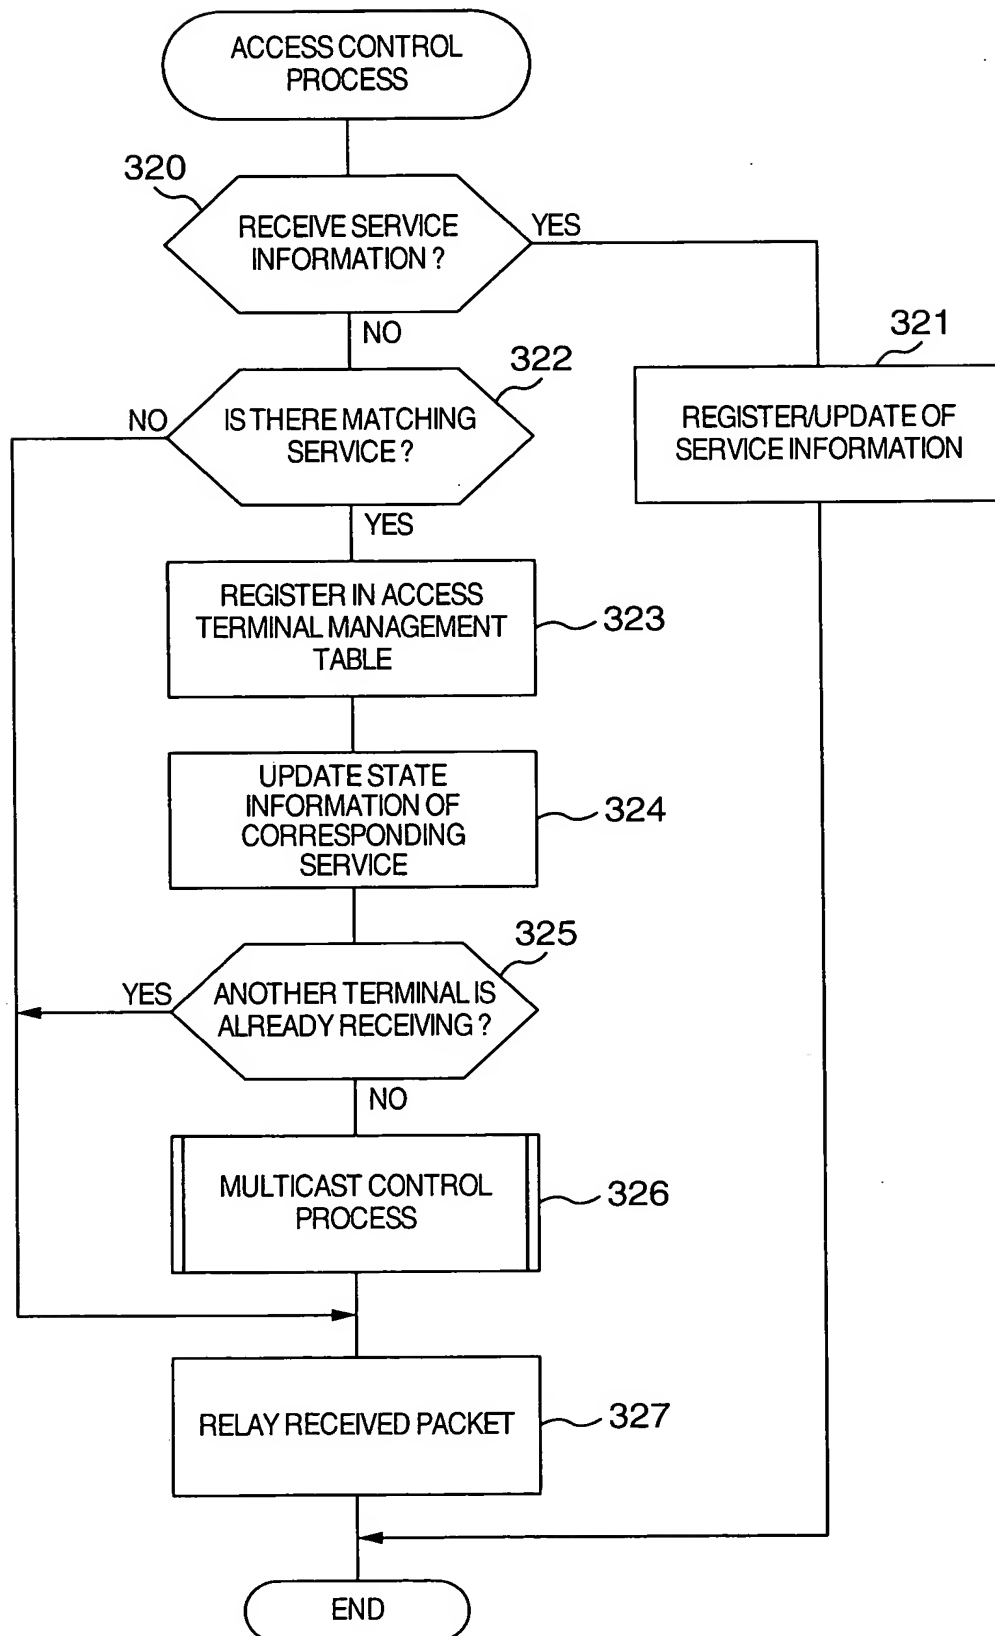 ACCESS CONTROL
PROCESS
320
RECEIVE SERVICE
INFORMATION ?
YES
NO
321
REGISTER/UPDATE OF
SERVICE INFORMATION
322
IS THERE MATCHING
SERVICE ?
NO
YES
REGISTER IN ACCESS
TERMINAL MANAGEMENT
TABLE
323
UPDATE STATE
INFORMATION OF
CORRESPONDING
SERVICE
324
325
ANOTHER TERMINAL IS
ALREADY RECEIVING ?
YES
NO
MULTICAST CONTROL
PROCESS
326
RELAY RECEIVED PACKET
327
END